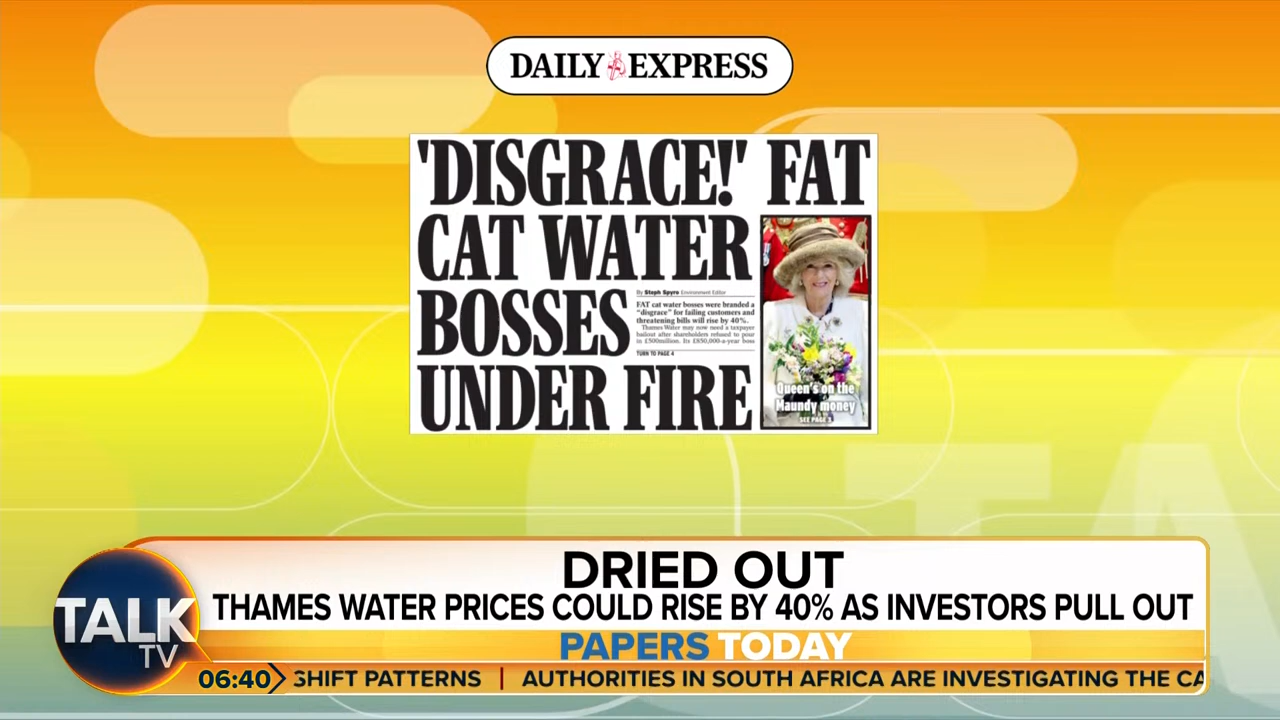 DAILY EXPRESS
'DISGRACE!' FAT
CAT WATER
BOSSES
UNDER FIRE
By Steph Spyro Environment Editor
FAT cat water bosses were branded a
"disgrace" for failing customers and
threatening bills will rise by 40%.
Thames Water may now need a taxpayer
bailout after shareholders refused to pour
in £500million. Its £850,000-a-year boss
TURN TO PAGE 4
Queen's on the
Maundy money
SEE PAGE
DRIED OUT
THAMES WATER PRICES COULD RISE BY 40% AS INVESTORS PULL OUT
PAPERS TODAY
TALK
TV
06:40
SHIFT PATTERNS | AUTHORITIES IN SOUTH AFRICA ARE INVESTIGATING THE CA
TA